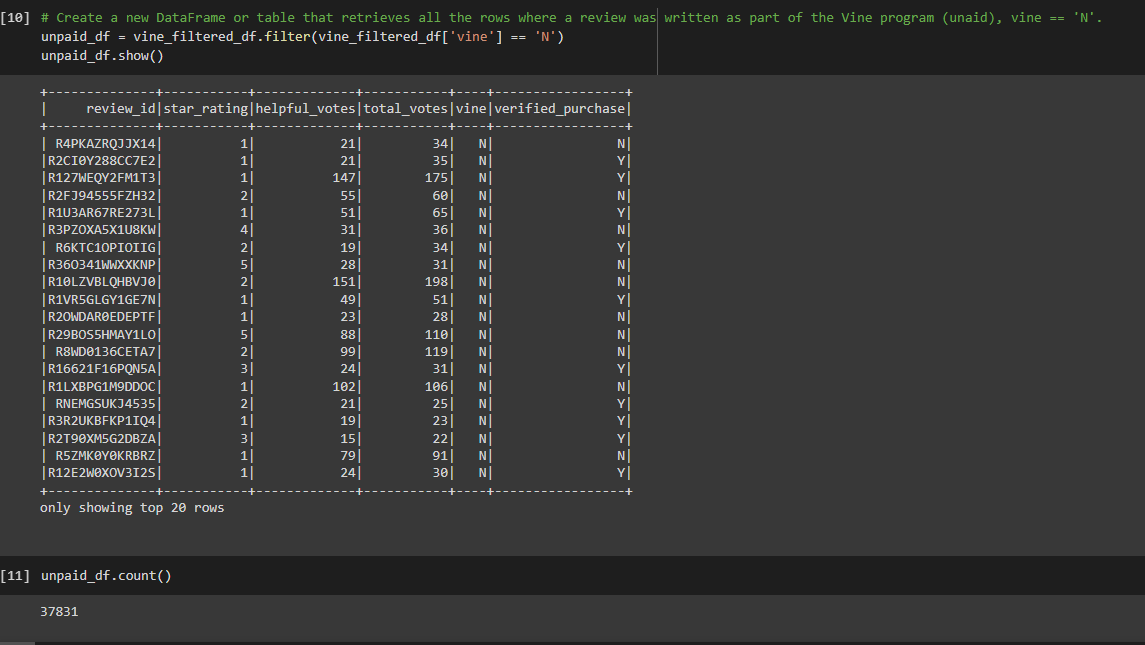 [10] # Create a new DataFrame or table that retrieves all the rows where a review was written as part of the Vine program (unaid), vine == 'N'.
unpaid_df = vine_filtered_df.filter(vine_filtered_df['vine'] == 'N')
unpaid_df.show()
+--------------+-----------+-------------+-----------+----+-----------------+
|     review_id|star_rating|helpful_votes|total_votes|vine|verified_purchase|
+--------------+-----------+-------------+-----------+----+-----------------+
| R4PKAZRQJJX14|          1|           21|         34|   N|                N|
|R2CI0Y288CC7E2|          1|           21|         35|   N|                Y|
|R127WEQY2FM1T3|          1|          147|        175|   N|                Y|
|R2FJ94555FZH32|          2|           55|         60|   N|                N|
|R1U3AR67RE273L|          1|           51|         65|   N|                Y|
|R3PZOXA5X1U8KW|          4|           31|         36|   N|                N|
| R6KTC1OPIOIIG|          2|           19|         34|   N|                Y|
|R36O341WWXXKNP|          5|           28|         31|   N|                N|
|R10LZVBLQHBVJ0|          2|          151|        198|   N|                N|
|R1VR5GLGY1GE7N|          1|           49|         51|   N|                Y|
|R2OWDAR0EDEPTF|          1|           23|         28|   N|                N|
|R29BOS5HMAY1LO|          5|           88|        110|   N|                N|
| R8WD0136CETA7|          2|           99|        119|   N|                N|
|R16621F16PQN5A|          3|           24|         31|   N|                Y|
|R1LXBPG1M9DDOC|          1|          102|        106|   N|                N|
| RNEMGSUKJ4535|          2|           21|         25|   N|                Y|
|R3R2UKBFKP1IQ4|          1|           19|         23|   N|                Y|
|R2T90XM5G2DBZA|          3|           15|         22|   N|                Y|
| R5ZMK0Y0KRBRZ|          1|           79|         91|   N|                N|
|R12E2W0XOV3I2S|          1|           24|         30|   N|                Y|
+--------------+-----------+-------------+-----------+----+-----------------+
only showing top 20 rows
[11] unpaid_df.count()
37831